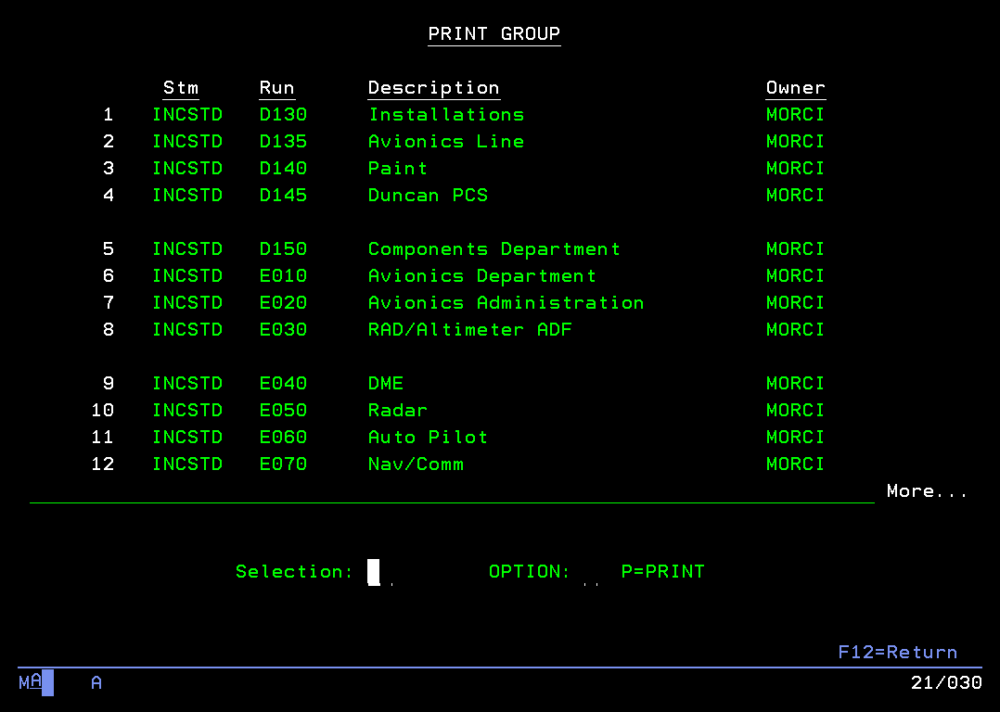 PRINT GROUP
Stm Run Description Owner
1 INCSTD D130 Installations MORCI
2 INCSTD D135 Avionics Line MORCI
3 INCSTD D140 Paint MORCI
4 INCSTD D145 Duncan PCS MORCI
5 INCSTD D150 Components Department MORCI
6 INCSTD E010 Avionics Department MORCI
7 INCSTD E020 Avionics Administration MORCI
8 INCSTD E030 RAD/Altimeter ADF MORCI
9 INCSTD E040 DME MORCI
10 INCSTD E050 Radar MORCI
11 INCSTD E060 Auto Pilot MORCI
12 INCSTD E070 Nav/Comm MORCI
More...
Selection: OPTION: P=PRINT
F12=Return
MA A 21/030